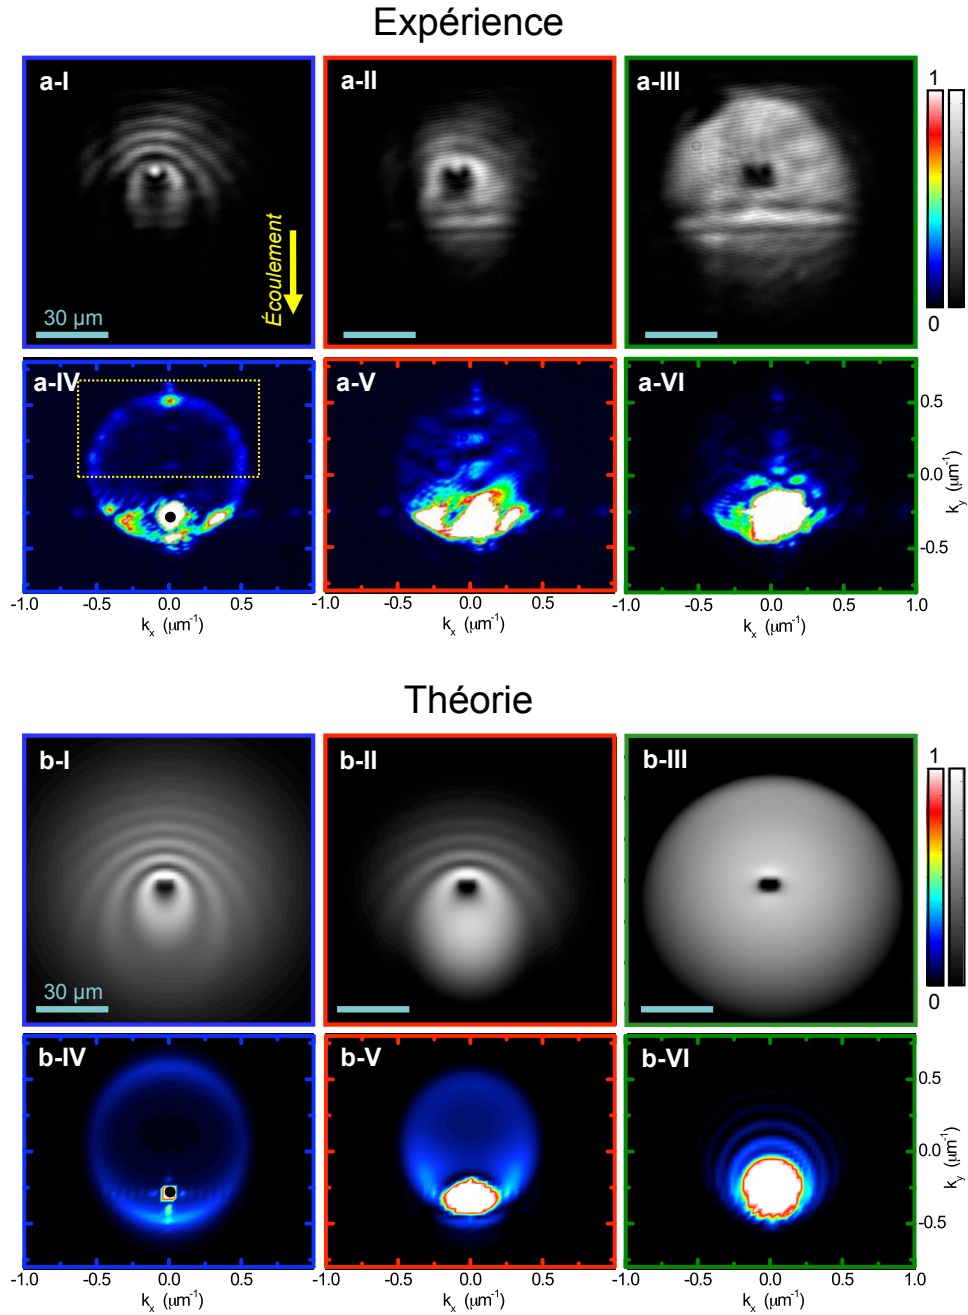 Expérience
a-I
a-II
a-III
1
Écoulement
30 µm
0
a-IV
a-V
a-VI
0.5
0.0
-0.5
k_y (µm⁻¹)
-1.0 -0.5 0.0 0.5 -1.0 -0.5 0.0 0.5 -1.0 -0.5 0.0 0.5 1.0
k_x (µm⁻¹) k_x (µm⁻¹) k_x (µm⁻¹)
Théorie
b-I
b-II
b-III
1
30 µm
0
b-IV
b-V
b-VI
0.5
0.0
-0.5
k_y (µm⁻¹)
-1.0 -0.5 0.0 0.5 -1.0 -0.5 0.0 0.5 -1.0 -0.5 0.0 0.5 1.0
k_x (µm⁻¹) k_x (µm⁻¹) k_x (µm⁻¹)